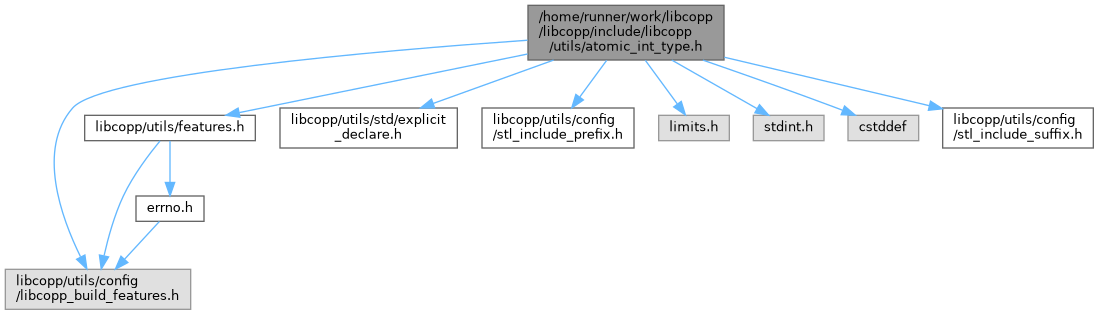 /home/runner/work/libcopp
/libcopp/include/libcopp
/utils/atomic_int_type.h
libcopp/utils/features.h
libcopp/utils/std/explicit
_declare.h
libcopp/utils/config
/stl_include_prefix.h
limits.h
stdint.h
cstddef
libcopp/utils/config
/stl_include_suffix.h
errno.h
libcopp/utils/config
/libcopp_build_features.h